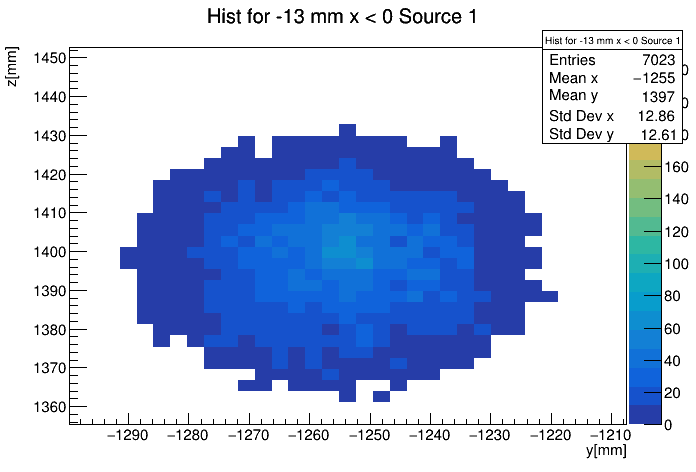 Hist for -13 mm x < 0 Source 1
z[mm]
1450
1440
1430
1420
1410
1400
1390
1380
1370
1360
−1290 −1280 −1270 −1260 −1250 −1240 −1230 −1220 −1210
y[mm]
Hist for -13 mm x < 0 Source 1
Entries 7023
Mean x −1255
Mean y 1397
Std Dev x 12.86
Std Dev y 12.61
160
140
120
100
80
60
40
20
0